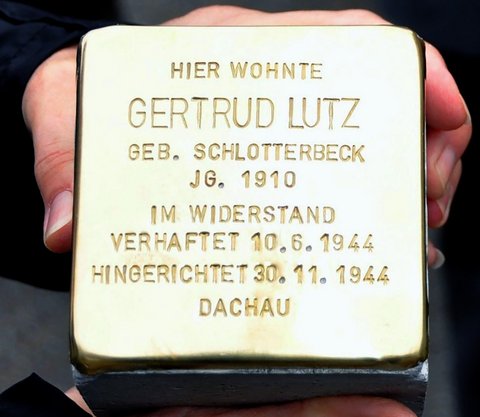 HIER WOHNTE
GERTRUD LUTZ
GEB. SCHLOTTERBECK
JG. 1910
IM WIDERSTAND
VERHAFTET 10.6.1944
HINGERICHTET 30.11.1944
DACHAU